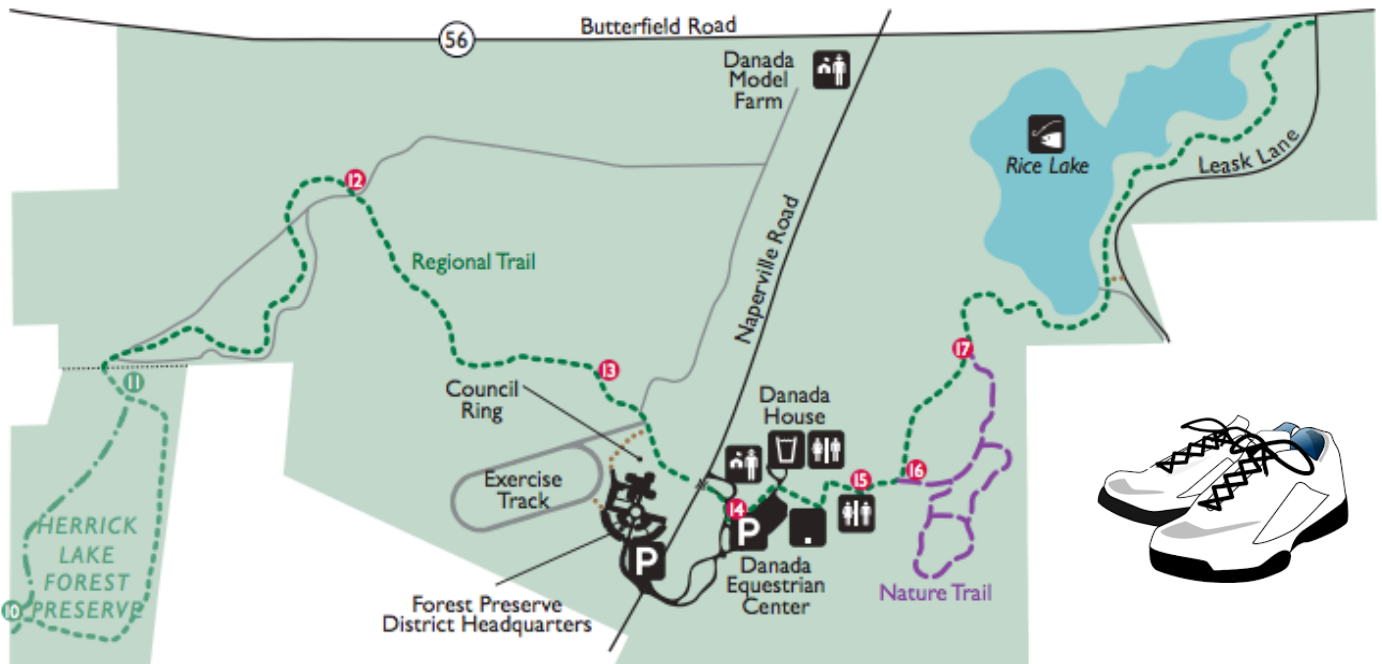 Butterfield Road
56
Danada
Model
Farm
Rice Lake
Leask Lane
12
Regional Trail
Naperville Road
17
13
11
Council
Ring
Danada
House
Exercise
Track
16
15
14
P
P
HERRICK
LAKE
FOREST
PRESERVE
10
Danada
Equestrian
Center
Nature Trail
Forest Preserve
District Headquarters